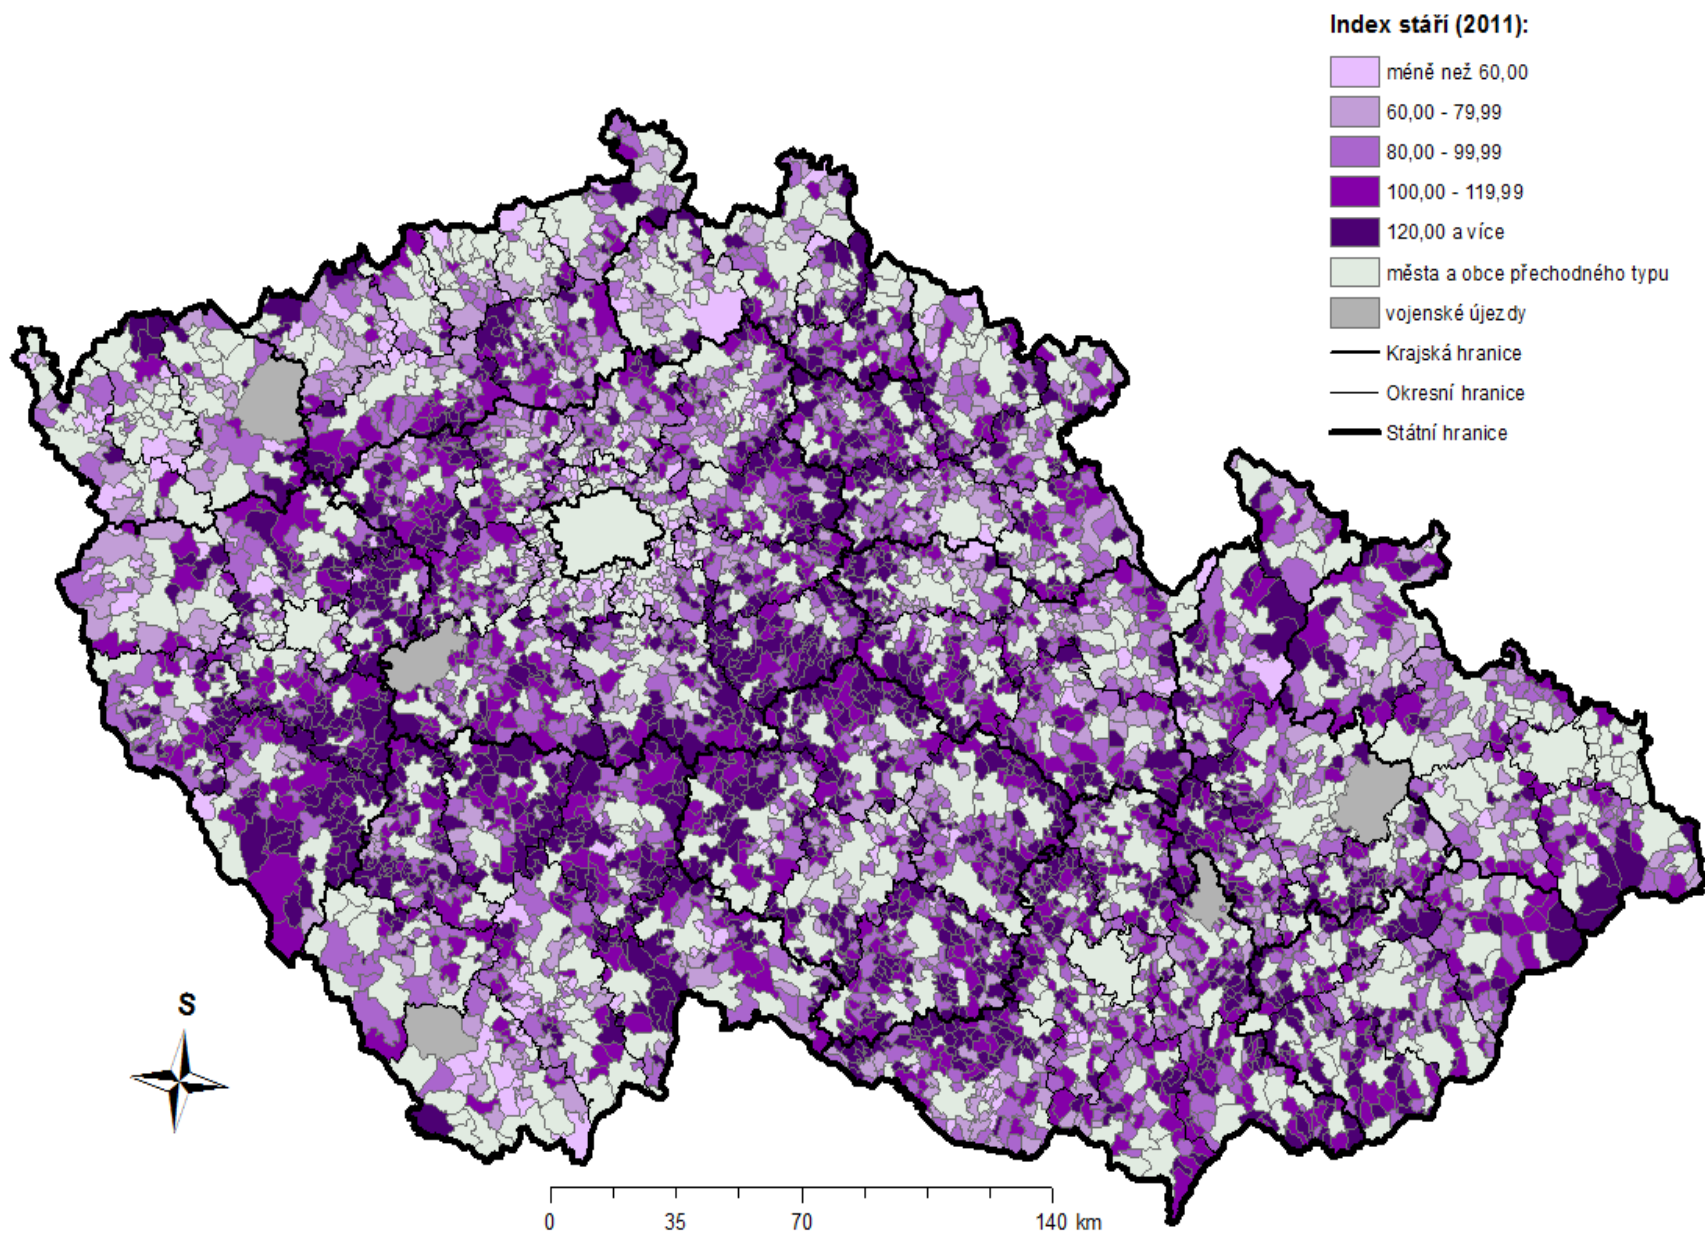 Index stáří (2011):
méně než 60,00
60,00 - 79,99
80,00 - 99,99
100,00 - 119,99
120,00 a více
města a obce přechodného typu
vojenské újezdy
Krajská hranice
Okresní hranice
Státní hranice
S
0 35 70 140 km